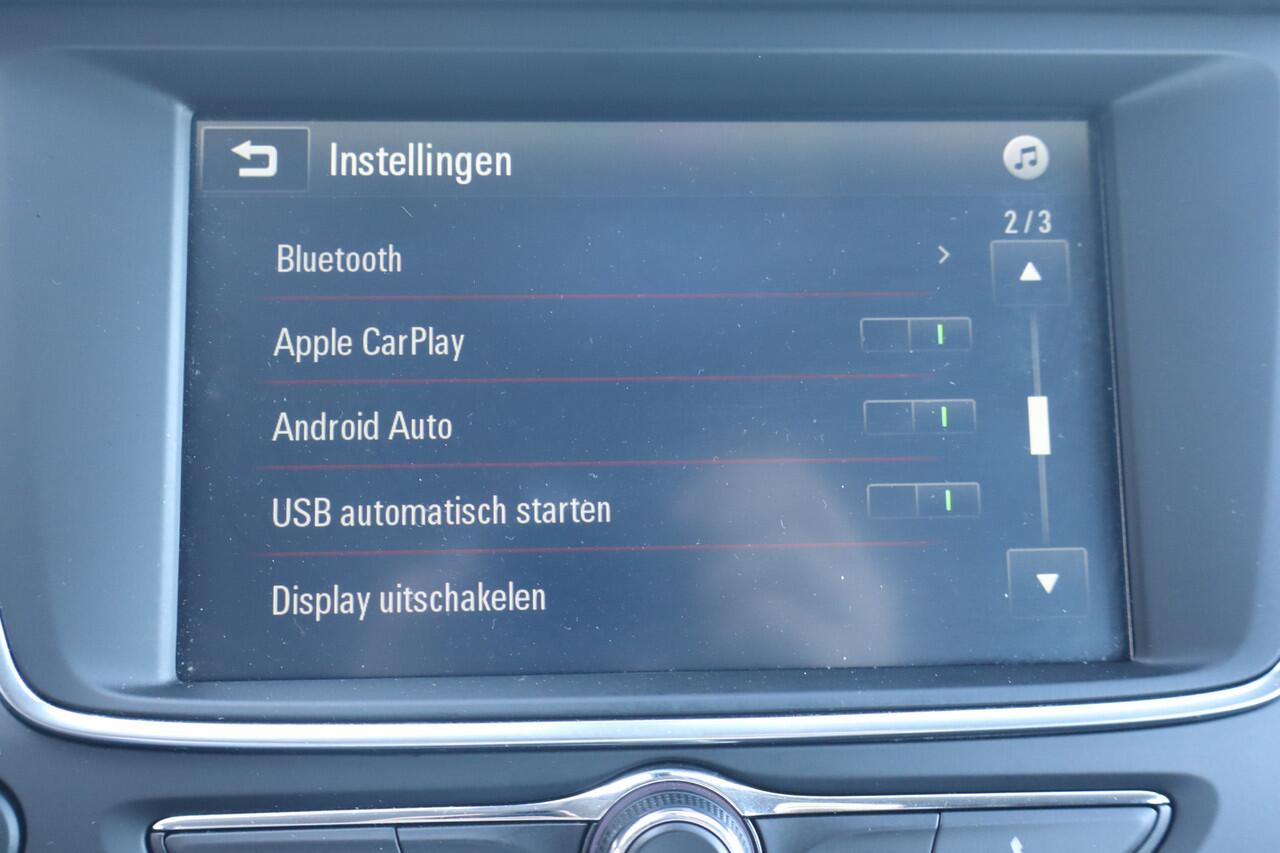 Instellingen
2/3
Bluetooth
Apple CarPlay
Android Auto
USB automatisch starten
Display uitschakelen